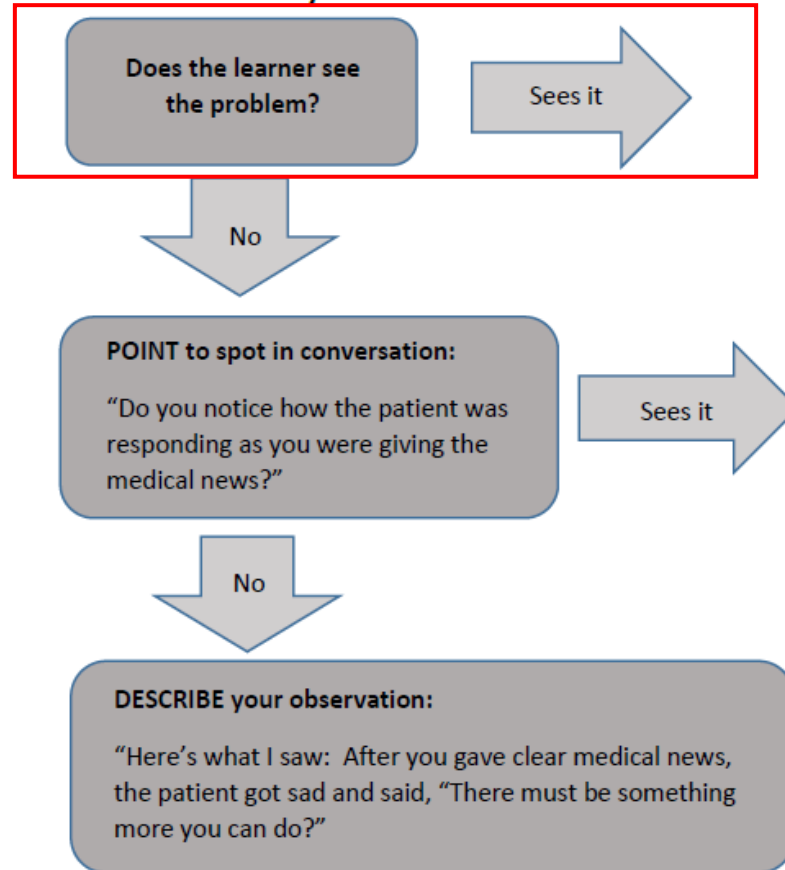 Does the learner see
the problem?
Sees it
No
POINT to spot in conversation:
“Do you notice how the patient was
responding as you were giving the
medical news?”
Sees it
No
DESCRIBE your observation:
“Here’s what I saw:  After you gave clear medical news,
the patient got sad and said, “There must be something
more you can do?”